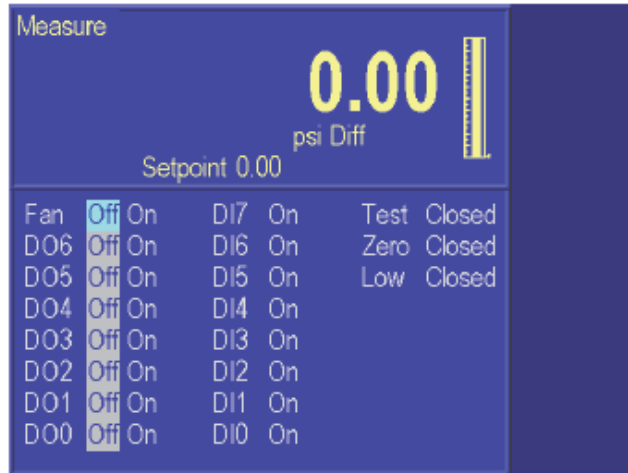 Measure
0.00
psi Diff
Setpoint 0.00
Fan Off On DI7 On Test Closed
DO6 Off On DI6 On Zero Closed
DO5 Off On DI5 On Low Closed
DO4 Off On DI4 On
DO3 Off On DI3 On
DO2 Off On DI2 On
DO1 Off On DI1 On
DO0 Off On DI0 On